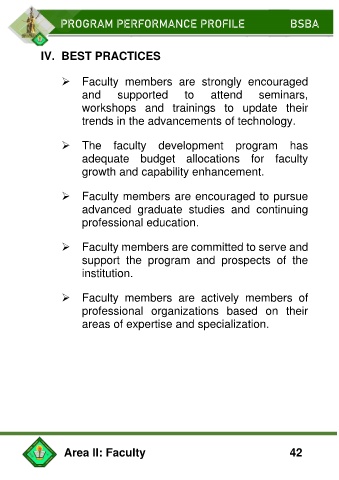 PROGRAM PERFORMANCE PROFILE BSBA
IV. BEST PRACTICES
➢ Faculty members are strongly encouraged
and supported to attend seminars,
workshops and trainings to update their
trends in the advancements of technology.
➢ The faculty development program has
adequate budget allocations for faculty
growth and capability enhancement.
➢ Faculty members are encouraged to pursue
advanced graduate studies and continuing
professional education.
➢ Faculty members are committed to serve and
support the program and prospects of the
institution.
➢ Faculty members are actively members of
professional organizations based on their
areas of expertise and specialization.
Area II: Faculty 42